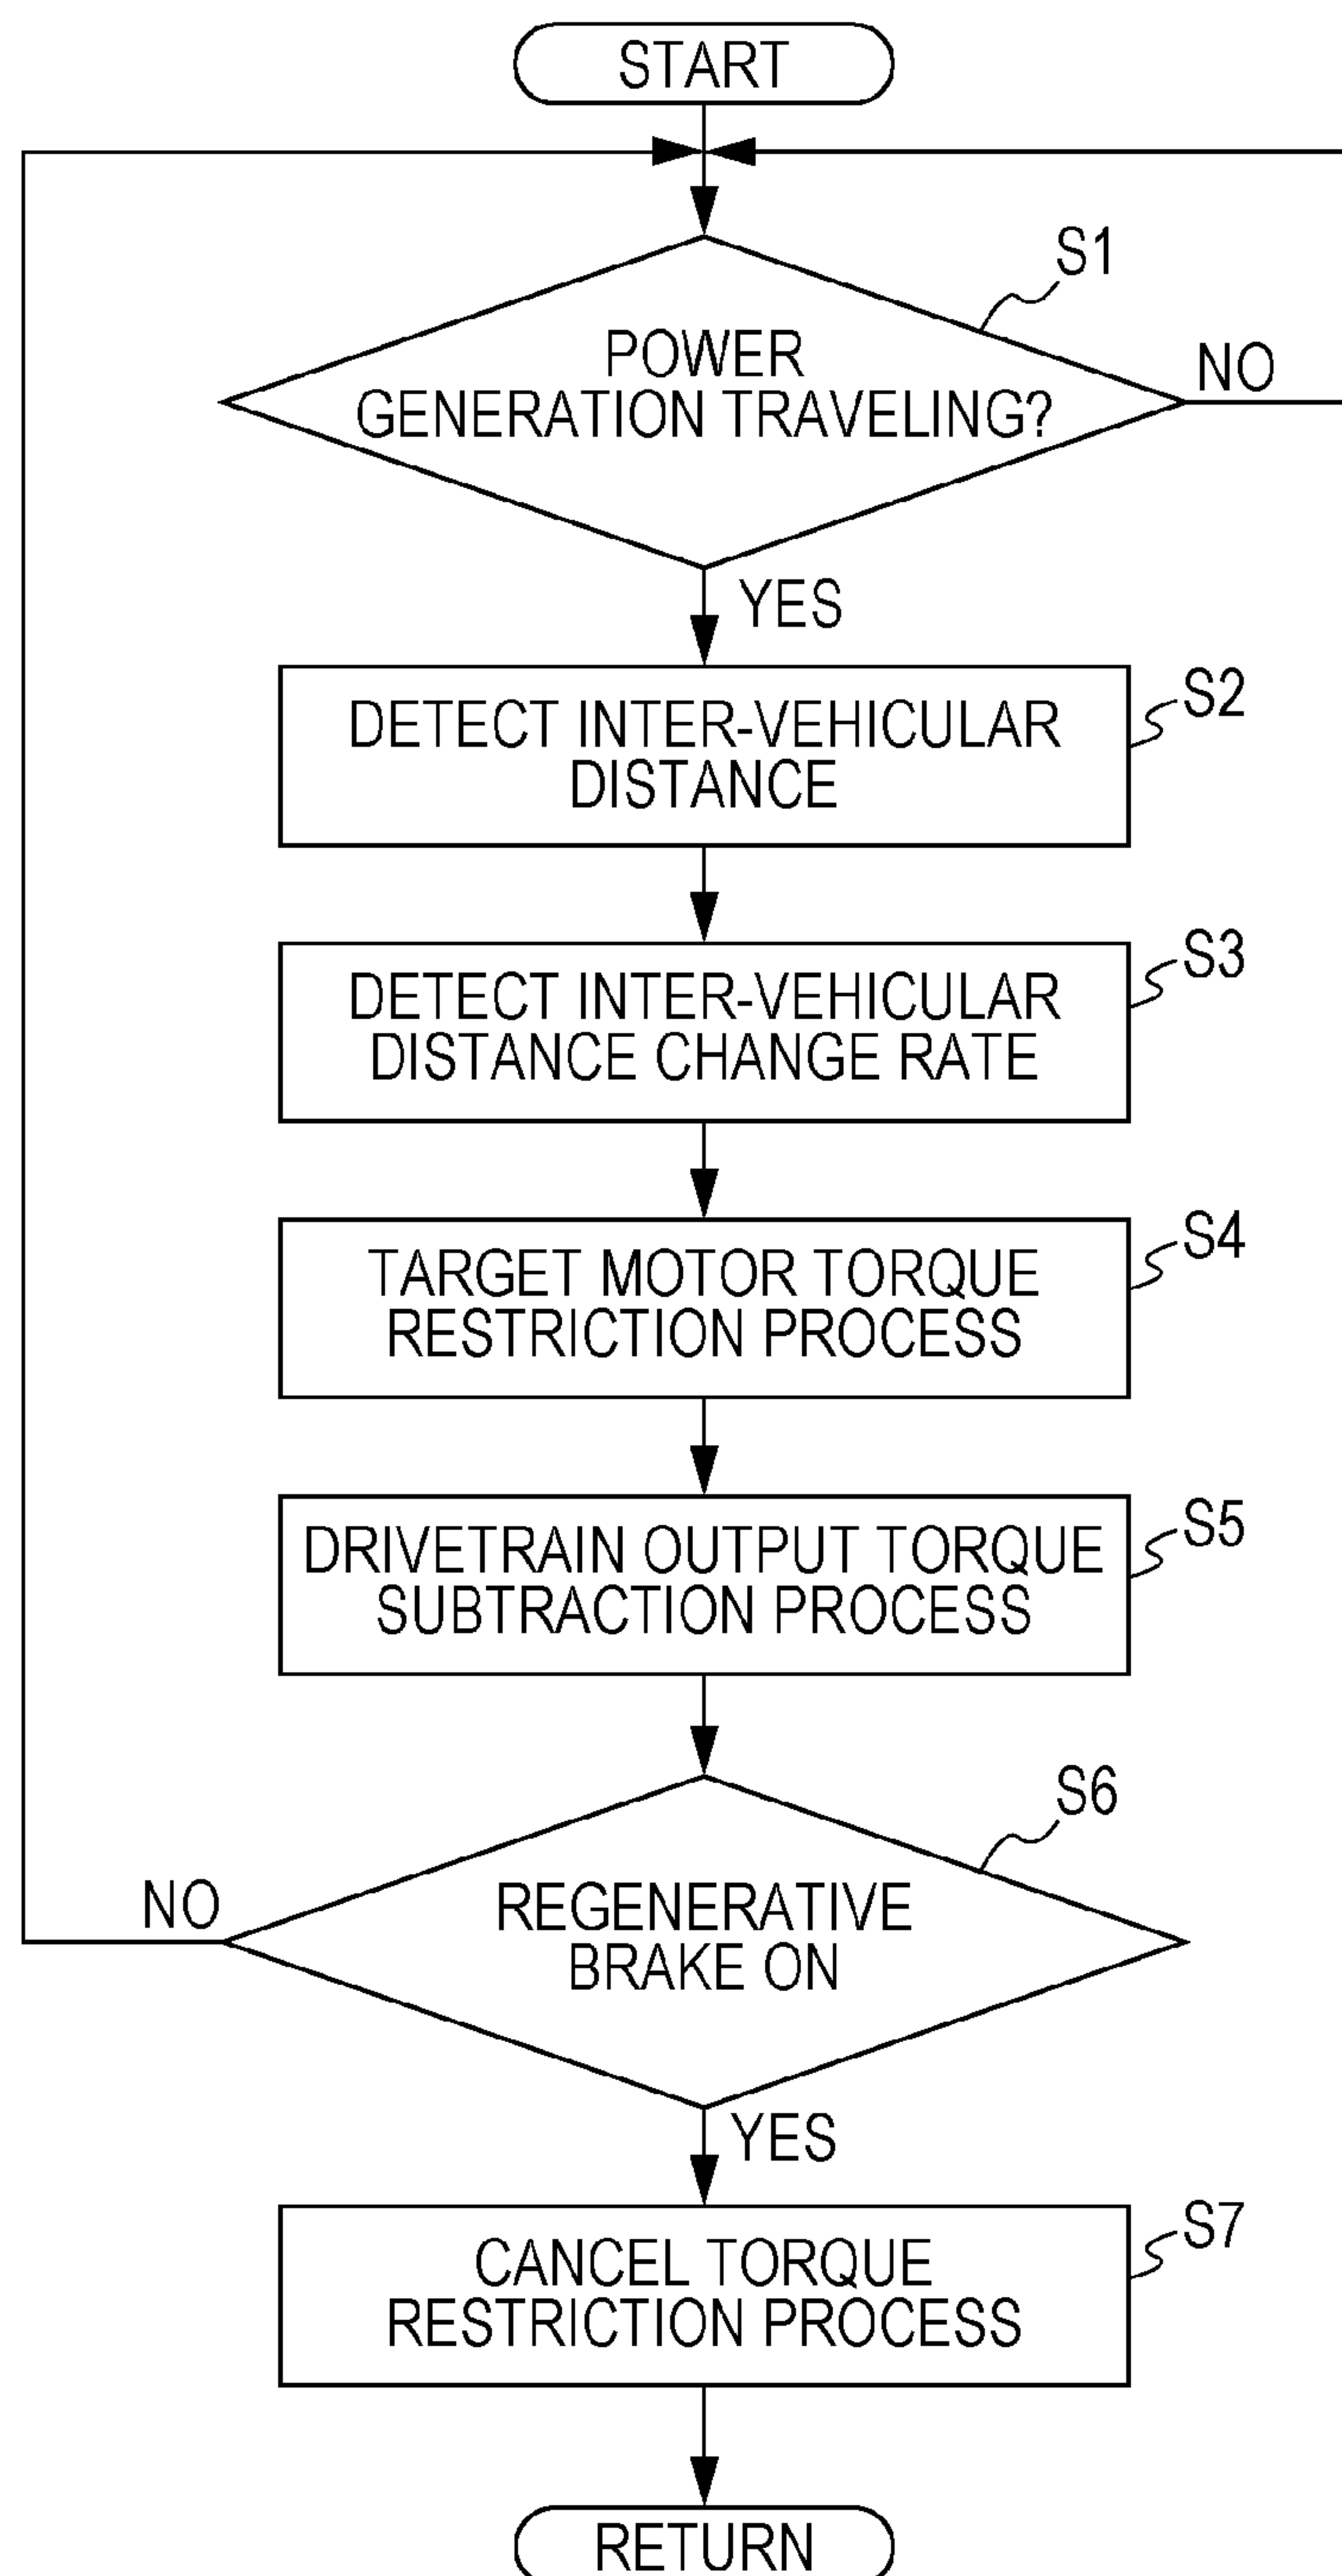 START
S1
POWER
GENERATION TRAVELING?
NO
YES
S2
DETECT INTER-VEHICULAR
DISTANCE
S3
DETECT INTER-VEHICULAR
DISTANCE CHANGE RATE
S4
TARGET MOTOR TORQUE
RESTRICTION PROCESS
S5
DRIVETRAIN OUTPUT TORQUE
SUBTRACTION PROCESS
S6
REGENERATIVE
BRAKE ON
NO
YES
S7
CANCEL TORQUE
RESTRICTION PROCESS
RETURN